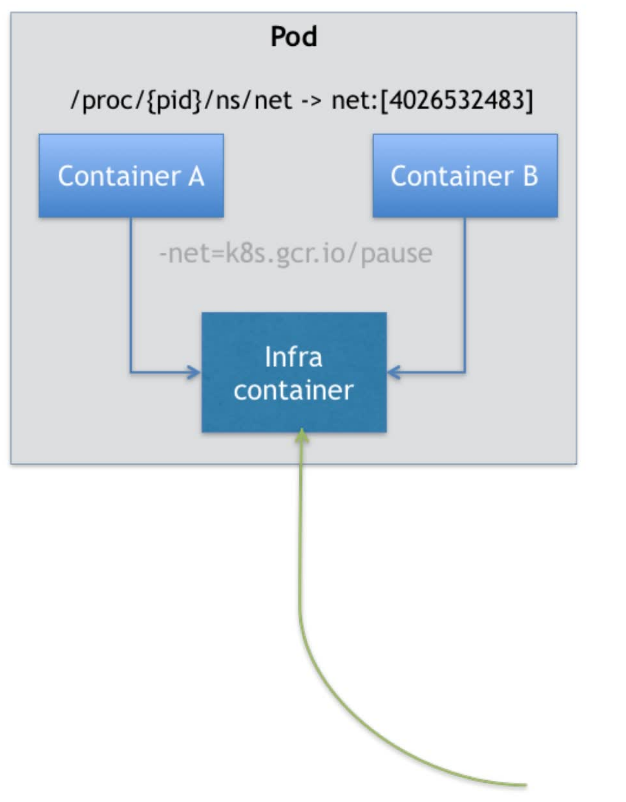 Pod
/proc/{pid}/ns/net -> net:[4026532483]
Container A
Container B
-net=k8s.gcr.io/pause
Infra
container